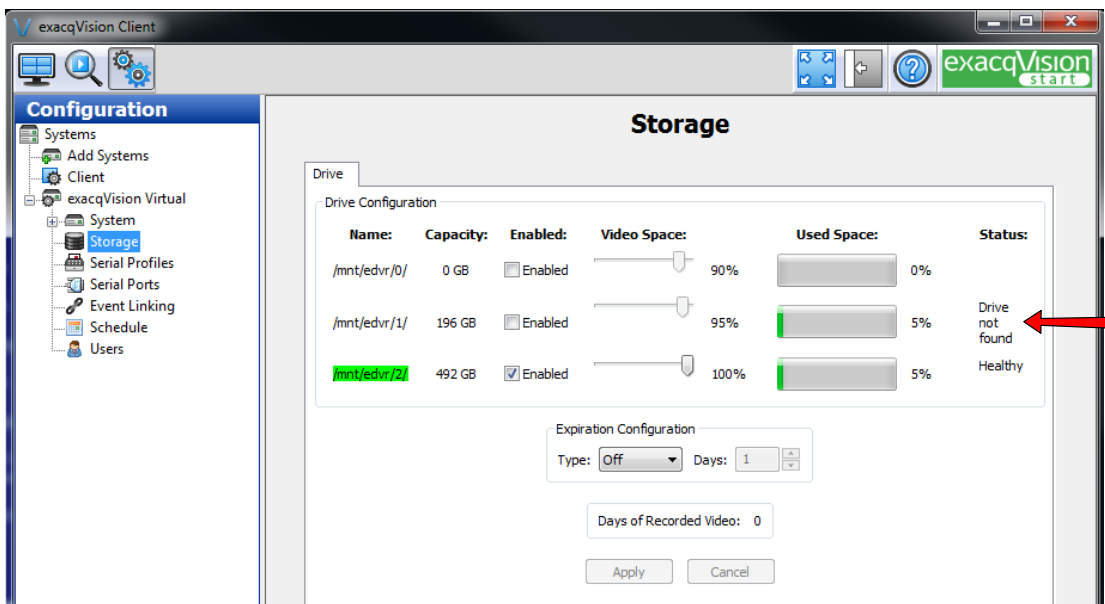 exacqVision Client
exacqVision
start
Configuration
Systems
Add Systems
Client
exacqVision Virtual
System
Storage
Serial Profiles
Serial Ports
Event Linking
Schedule
Users
Storage
Drive
Drive Configuration
Name: Capacity: Enabled: Video Space: Used Space: Status:
/mnt/edvr/0/ 0 GB Enabled 90% 0%
/mnt/edvr/1/ 196 GB Enabled 95% 5% Drive
not
found
/mnt/edvr/2/ 492 GB Enabled 100% 5% Healthy
Expiration Configuration
Type: Off Days: 1
Days of Recorded Video: 0
Apply Cancel